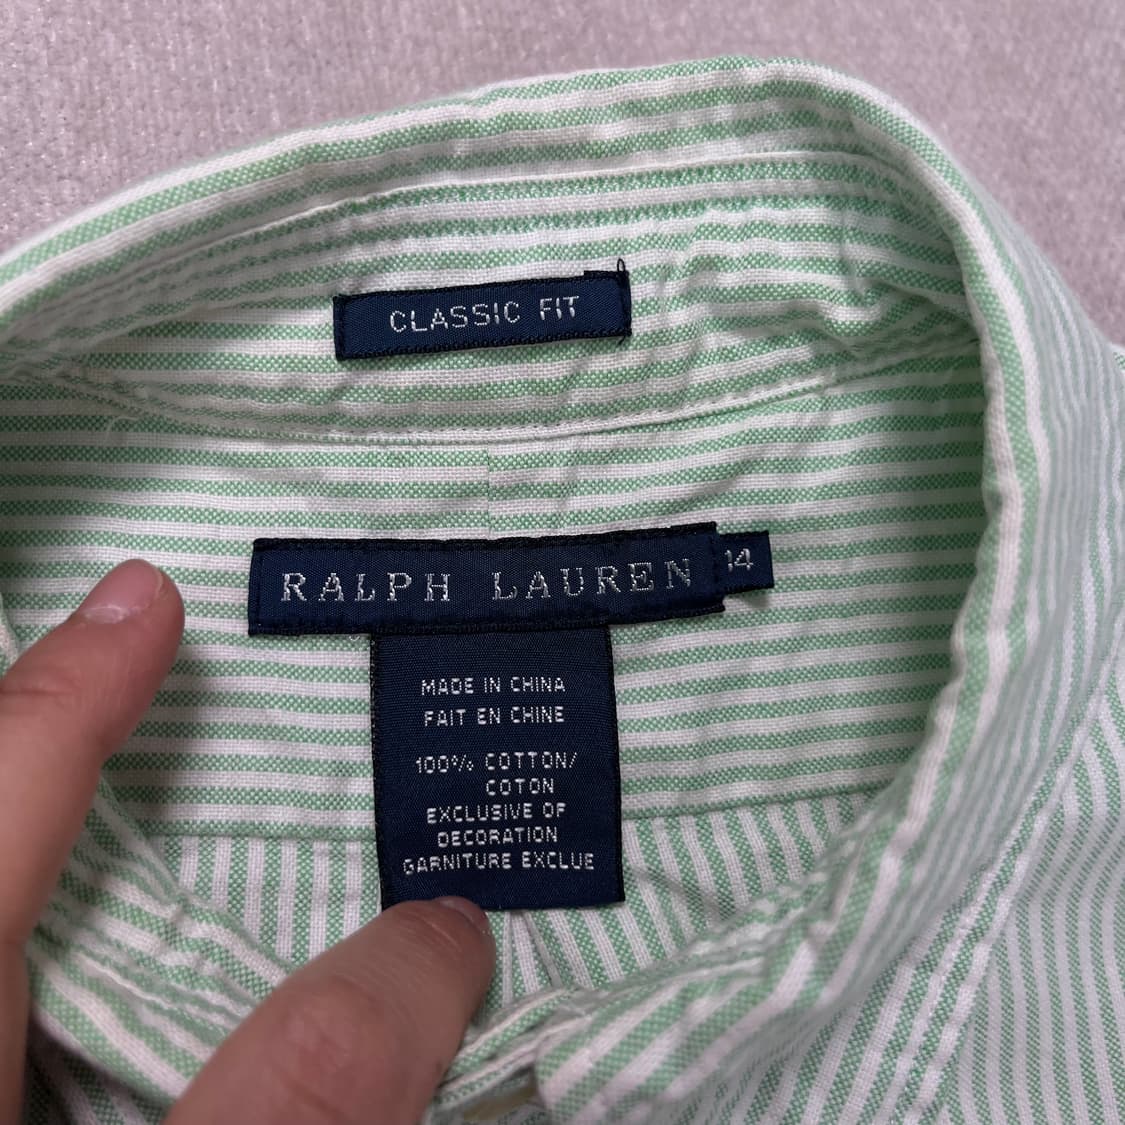 CLASSIC FIT
RALPH LAUREN
14
MADE IN CHINA
FAIT EN CHINE
100% COTTON/
COTON
EXCLUSIVE OF
DECORATION
GARNITURE EXCLUE